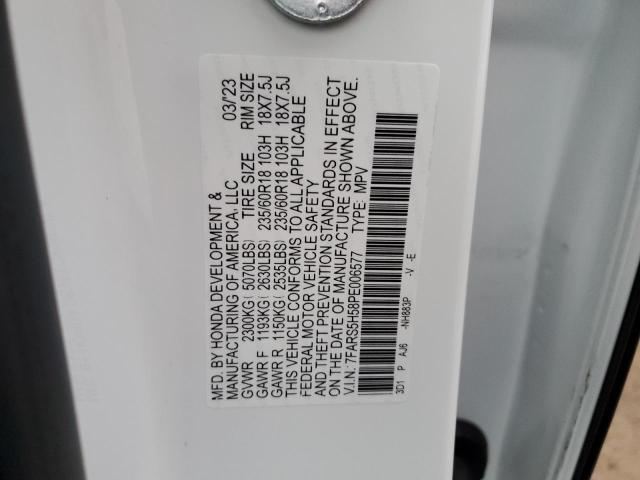 MFD. BY HONDA DEVELOPMENT & 03/23
MANUFACTURING OF AMERICA, LLC
GVWR 2300KG ( 5070LBS) TIRE SIZE RIM SIZE
GAWR F 1193KG ( 2630LBS) 235/60R18 103H 18X7.5J
GAWR R 1150KG ( 2535LBS) 235/60R18 103H 18X7.5J
THIS VEHICLE CONFORMS TO ALL APPLICABLE
FEDERAL MOTOR VEHICLE SAFETY
AND THEFT PREVENTION STANDARDS IN EFFECT
ON THE DATE OF MANUFACTURE SHOWN ABOVE.
V.I.N: 7FARS5H58PE006577 TYPE: MPV
3D1 P AJ6 -NH883P -V -E